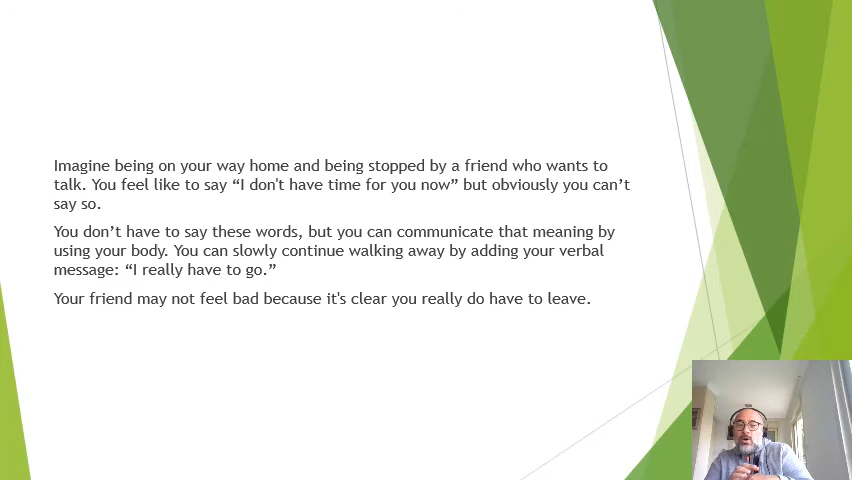 Imagine being on your way home and being stopped by a friend who wants to
talk. You feel like to say “I don't have time for you now” but obviously you can’t
say so.
You don’t have to say these words, but you can communicate that meaning by
using your body. You can slowly continue walking away by adding your verbal
message: “I really have to go.”
Your friend may not feel bad because it's clear you really do have to leave.